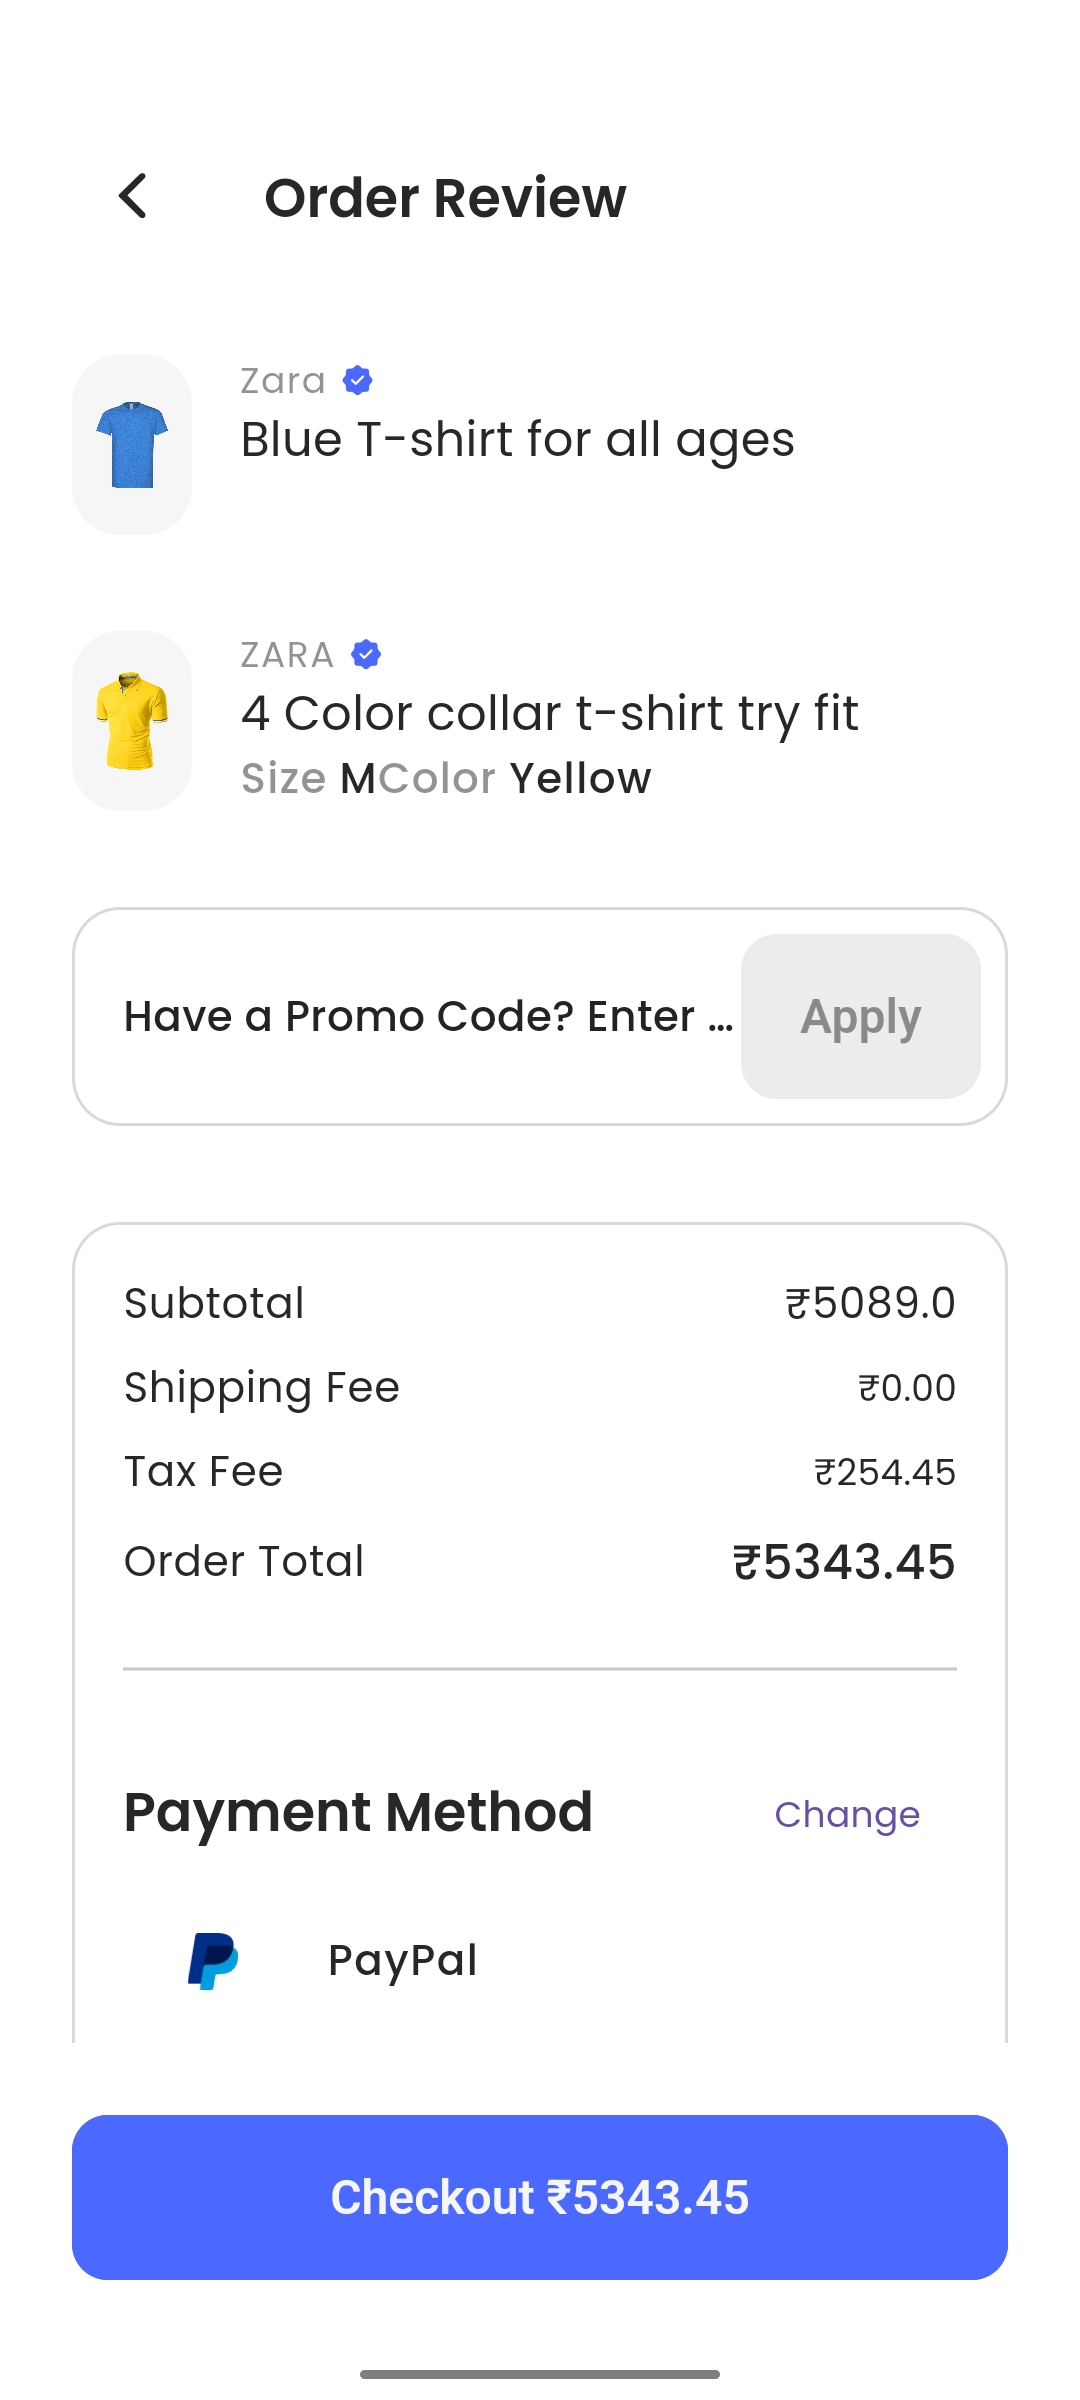 Order Review
Zara
Blue T-shirt for all ages
ZARA
4 Color collar t-shirt try fit
Size MColor Yellow
Have a Promo Code? Enter ...
Apply
Subtotal ₹5089.0
Shipping Fee ₹0.00
Tax Fee ₹254.45
Order Total ₹5343.45
Payment Method Change
PayPal
Checkout ₹5343.45